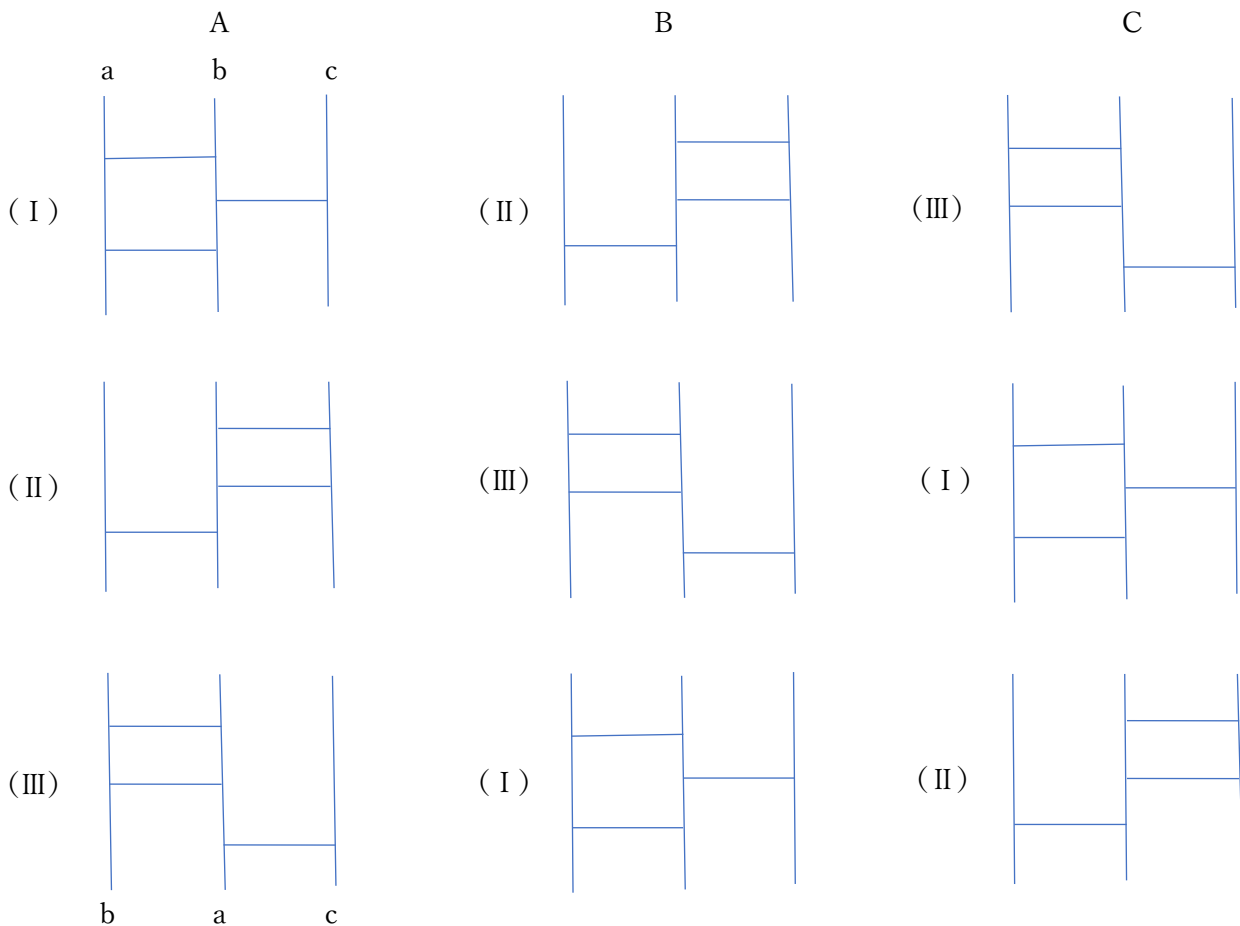 A B C
a b c
(Ⅰ) (Ⅱ) (Ⅲ)
(Ⅱ) (Ⅲ) (Ⅰ)
(Ⅲ) (Ⅰ) (Ⅱ)
b a c